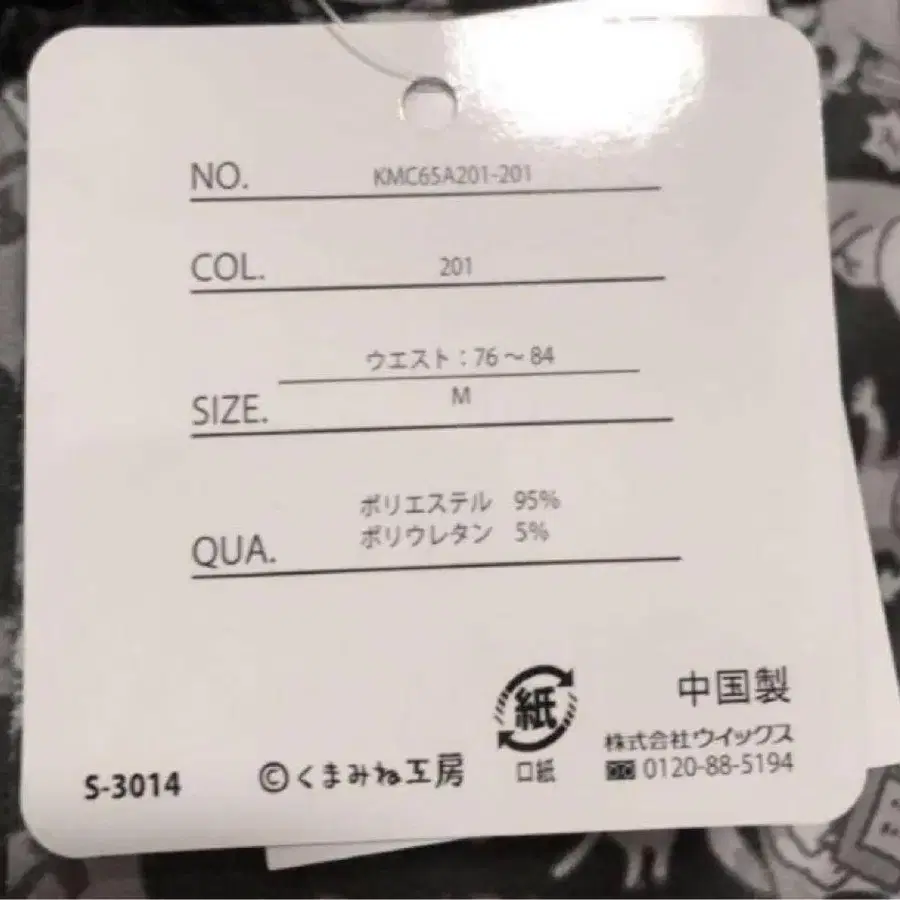 NO. KMC65A201-201
COL. 201
ウエスト：76～84
SIZE. M
ポリエステル 95%
ポリウレタン 5%
QUA.
紙
口紙
中国製
株式会社ウイックス
0120-88-5194
S-3014
©くまみね工房